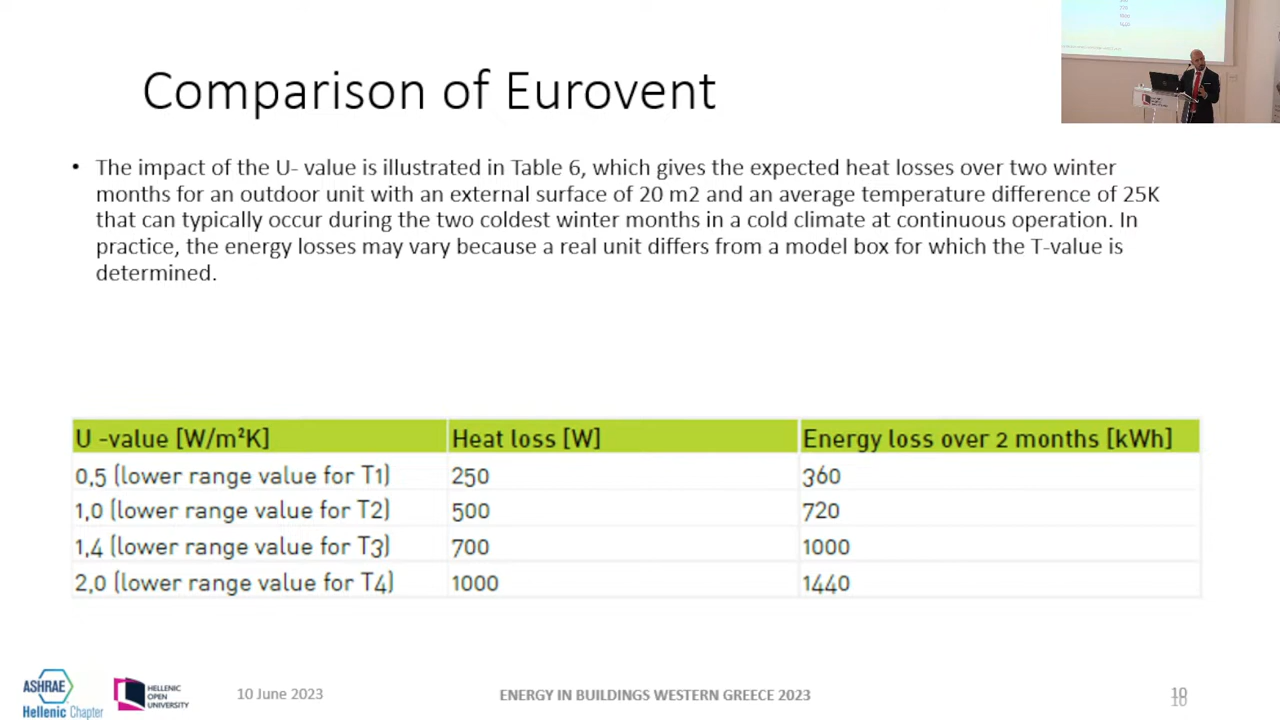 Comparison of Eurovent
• The impact of the U- value is illustrated in Table 6, which gives the expected heat losses over two winter
months for an outdoor unit with an external surface of 20 m2 and an average temperature difference of 25K
that can typically occur during the two coldest winter months in a cold climate at continuous operation. In
practice, the energy losses may vary because a real unit differs from a model box for which the T-value is
determined.
U -value [W/m²K] Heat loss [W] Energy loss over 2 months [kWh]
0,5 (lower range value for T1) 250 360
1,0 (lower range value for T2) 500 720
1,4 (lower range value for T3) 700 1000
2,0 (lower range value for T4) 1000 1440
ASHRAE
Hellenic Chapter
HELLENIC
OPEN
UNIVERSITY
10 June 2023
ENERGY IN BUILDINGS WESTERN GREECE 2023